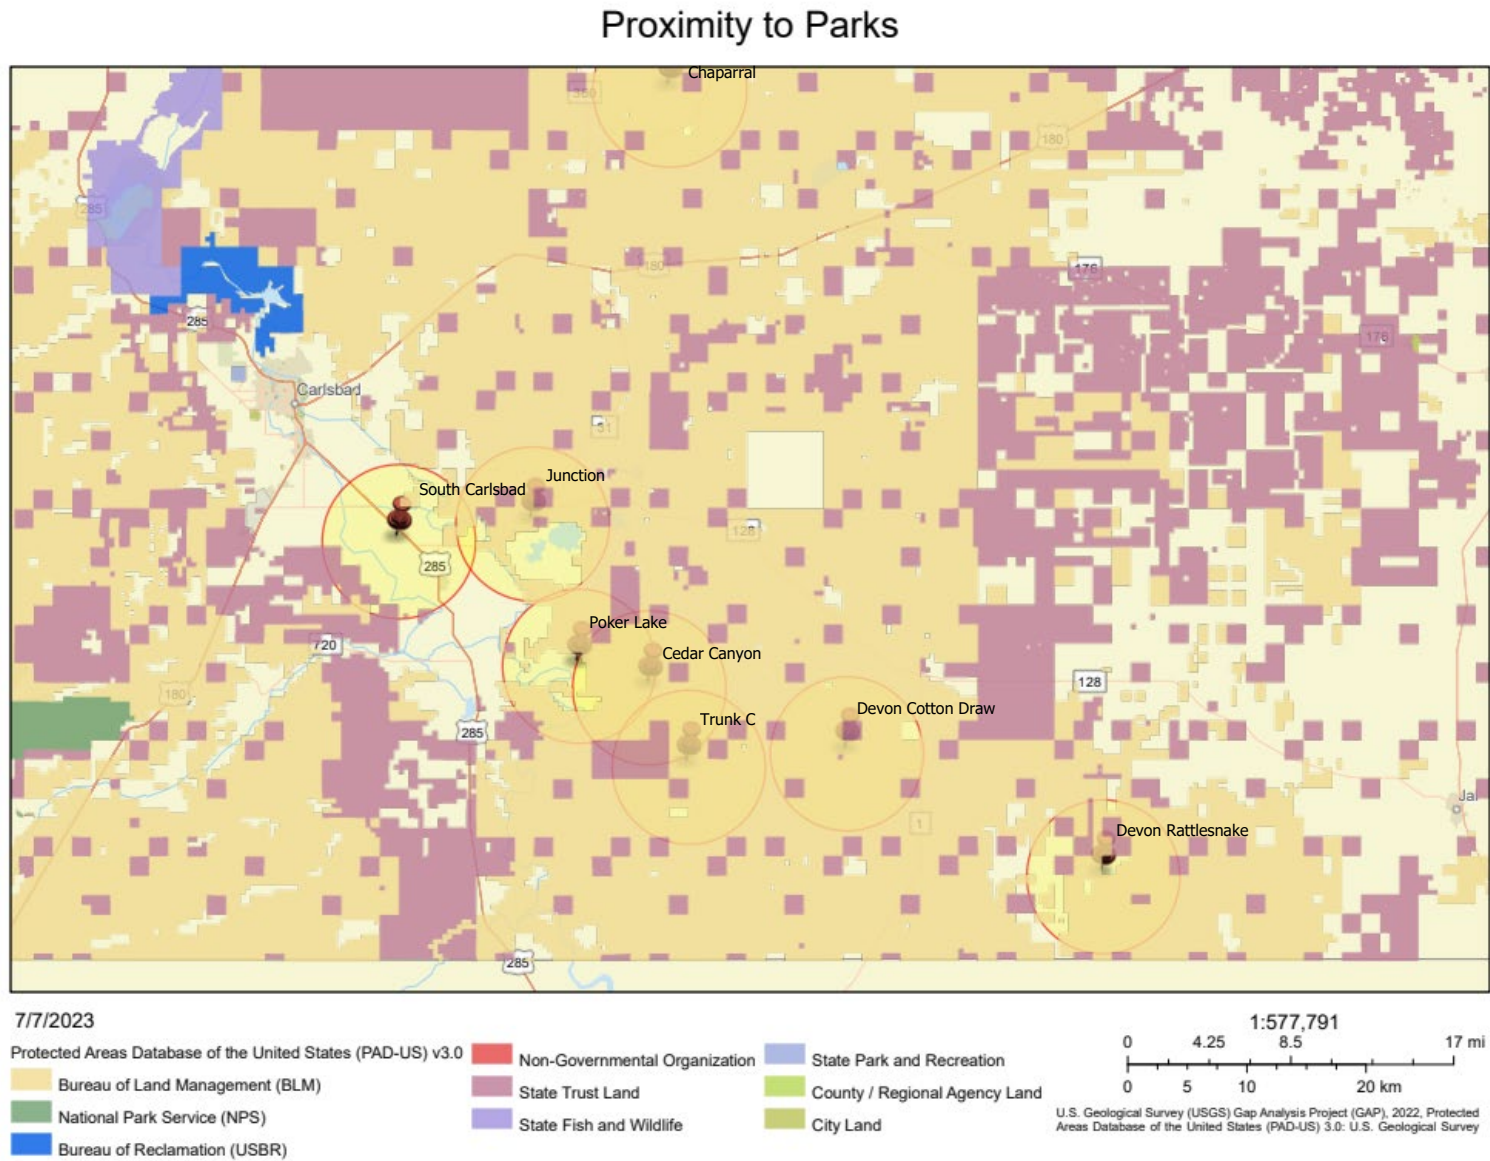 Proximity to Parks
Chaparral
360
180
285
176
180
285
176
Carlsbad
31
Junction
South Carlsbad
128
285
Poker Lake
720
Cedar Canyon
128
180
Devon Cotton Draw
Trunk C
285
Jal
1
Devon Rattlesnake
285
7/7/2023
1:577,791
0 4.25 8.5 17 mi
0 5 10 20 km
Protected Areas Database of the United States (PAD-US) v3.0
Bureau of Land Management (BLM)
National Park Service (NPS)
Bureau of Reclamation (USBR)
Non-Governmental Organization
State Trust Land
State Fish and Wildlife
State Park and Recreation
County / Regional Agency Land
City Land
U.S. Geological Survey (USGS) Gap Analysis Project (GAP), 2022, Protected
Areas Database of the United States (PAD-US) 3.0: U.S. Geological Survey